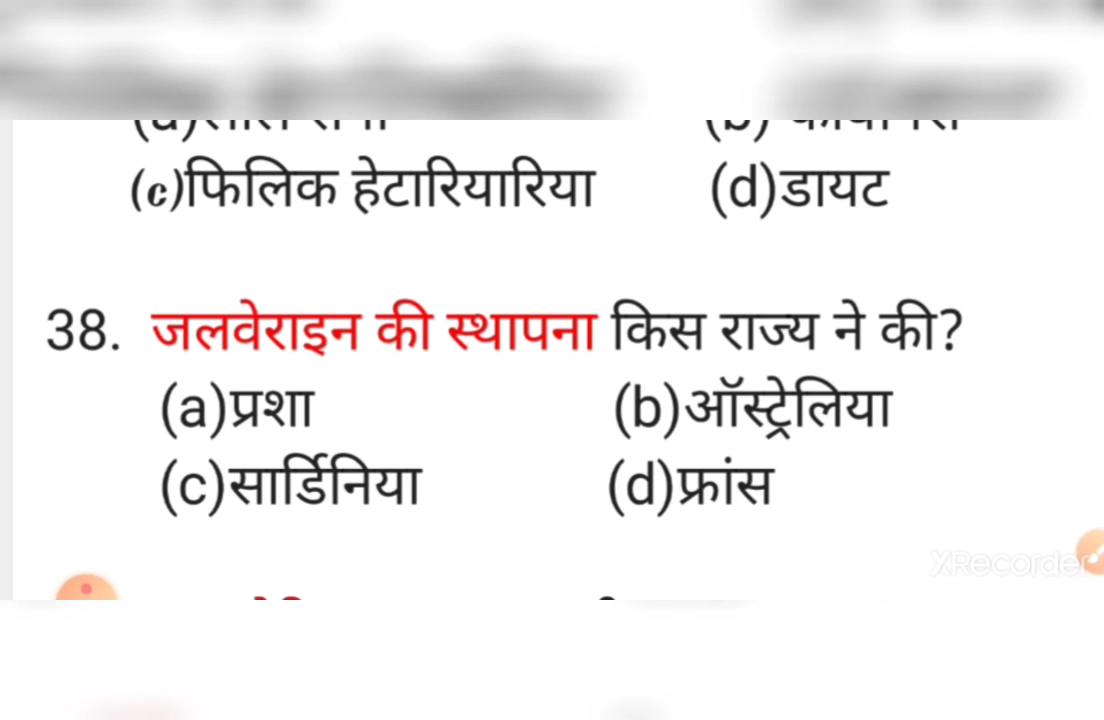 (c)फिलिक हेटारियारिया (d)डायट
38. जलवेराइन की स्थापना किस राज्य ने की?
(a)प्रशा (b)ऑस्ट्रेलिया
(c)सार्डिनिया (d)फ्रांस
XRecorder